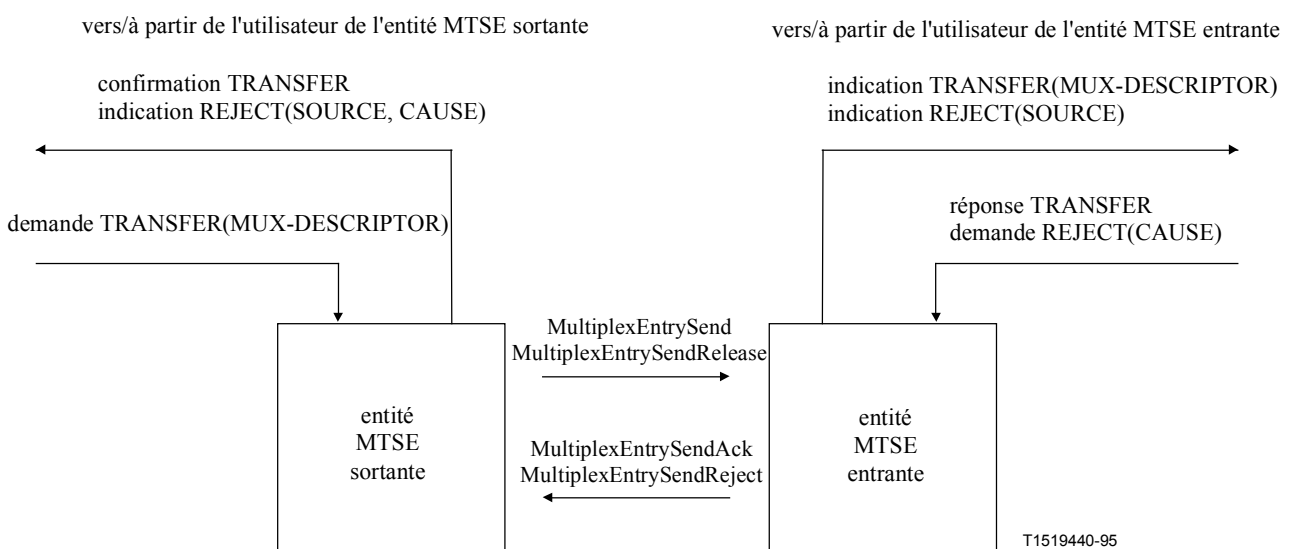 vers/à partir de l'utilisateur de l'entité MTSE sortante
vers/à partir de l'utilisateur de l'entité MTSE entrante
confirmation TRANSFER
indication REJECT(SOURCE, CAUSE)
indication TRANSFER(MUX-DESCRIPTOR)
indication REJECT(SOURCE)
demande TRANSFER(MUX-DESCRIPTOR)
réponse TRANSFER
demande REJECT(CAUSE)
MultiplexEntrySend
MultiplexEntrySendRelease
entité
MTSE
sortante
MultiplexEntrySendAck
MultiplexEntrySendReject
entité
MTSE
entrante
T1519440-95